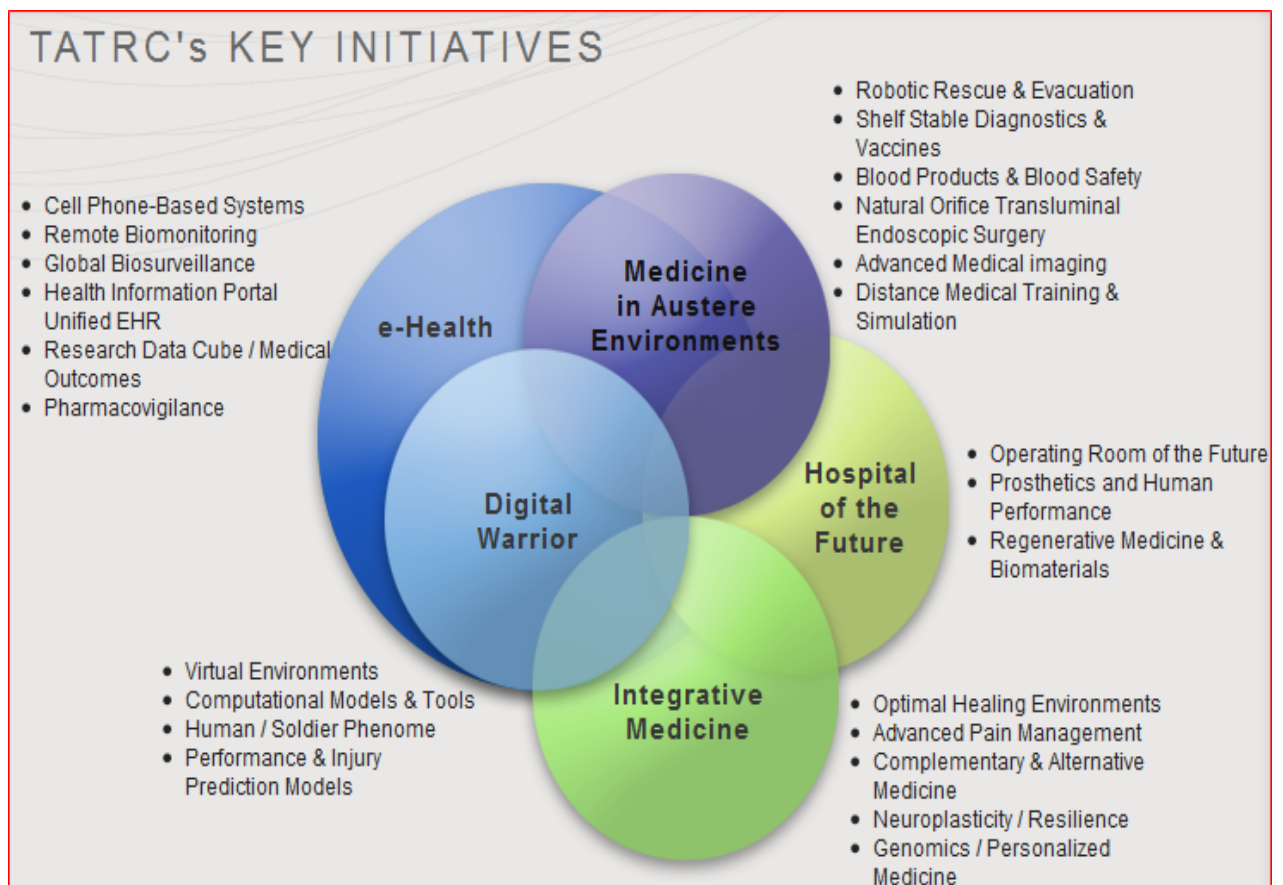 TATRC's KEY INITIATIVES
• Robotic Rescue & Evacuation
• Shelf Stable Diagnostics &
Vaccines
• Blood Products & Blood Safety
• Natural Orifice Transluminal
Endoscopic Surgery
• Advanced Medical imaging
• Distance Medical Training &
Simulation
• Cell Phone-Based Systems
• Remote Biomonitoring
• Global Biosurveillance
• Health Information Portal
Unified EHR
• Research Data Cube / Medical
Outcomes
• Pharmacovigilance
e-Health
Medicine
in Austere
Environments
Digital
Warrior
Hospital
of the
Future
• Operating Room of the Future
• Prosthetics and Human
Performance
• Regenerative Medicine &
Biomaterials
• Virtual Environments
• Computational Models & Tools
• Human / Soldier Phenome
• Performance & Injury
Prediction Models
Integrative
Medicine
• Optimal Healing Environments
• Advanced Pain Management
• Complementary & Alternative
Medicine
• Neuroplasticity / Resilience
• Genomics / Personalized
Medicine